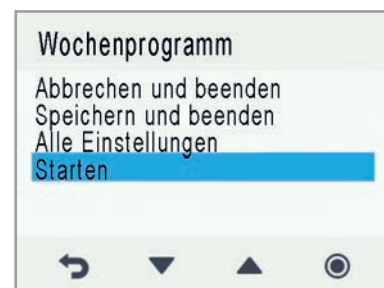 Wochenprogramm
Abbrechen und beenden
Speichern und beenden
Alle Einstellungen
Starten